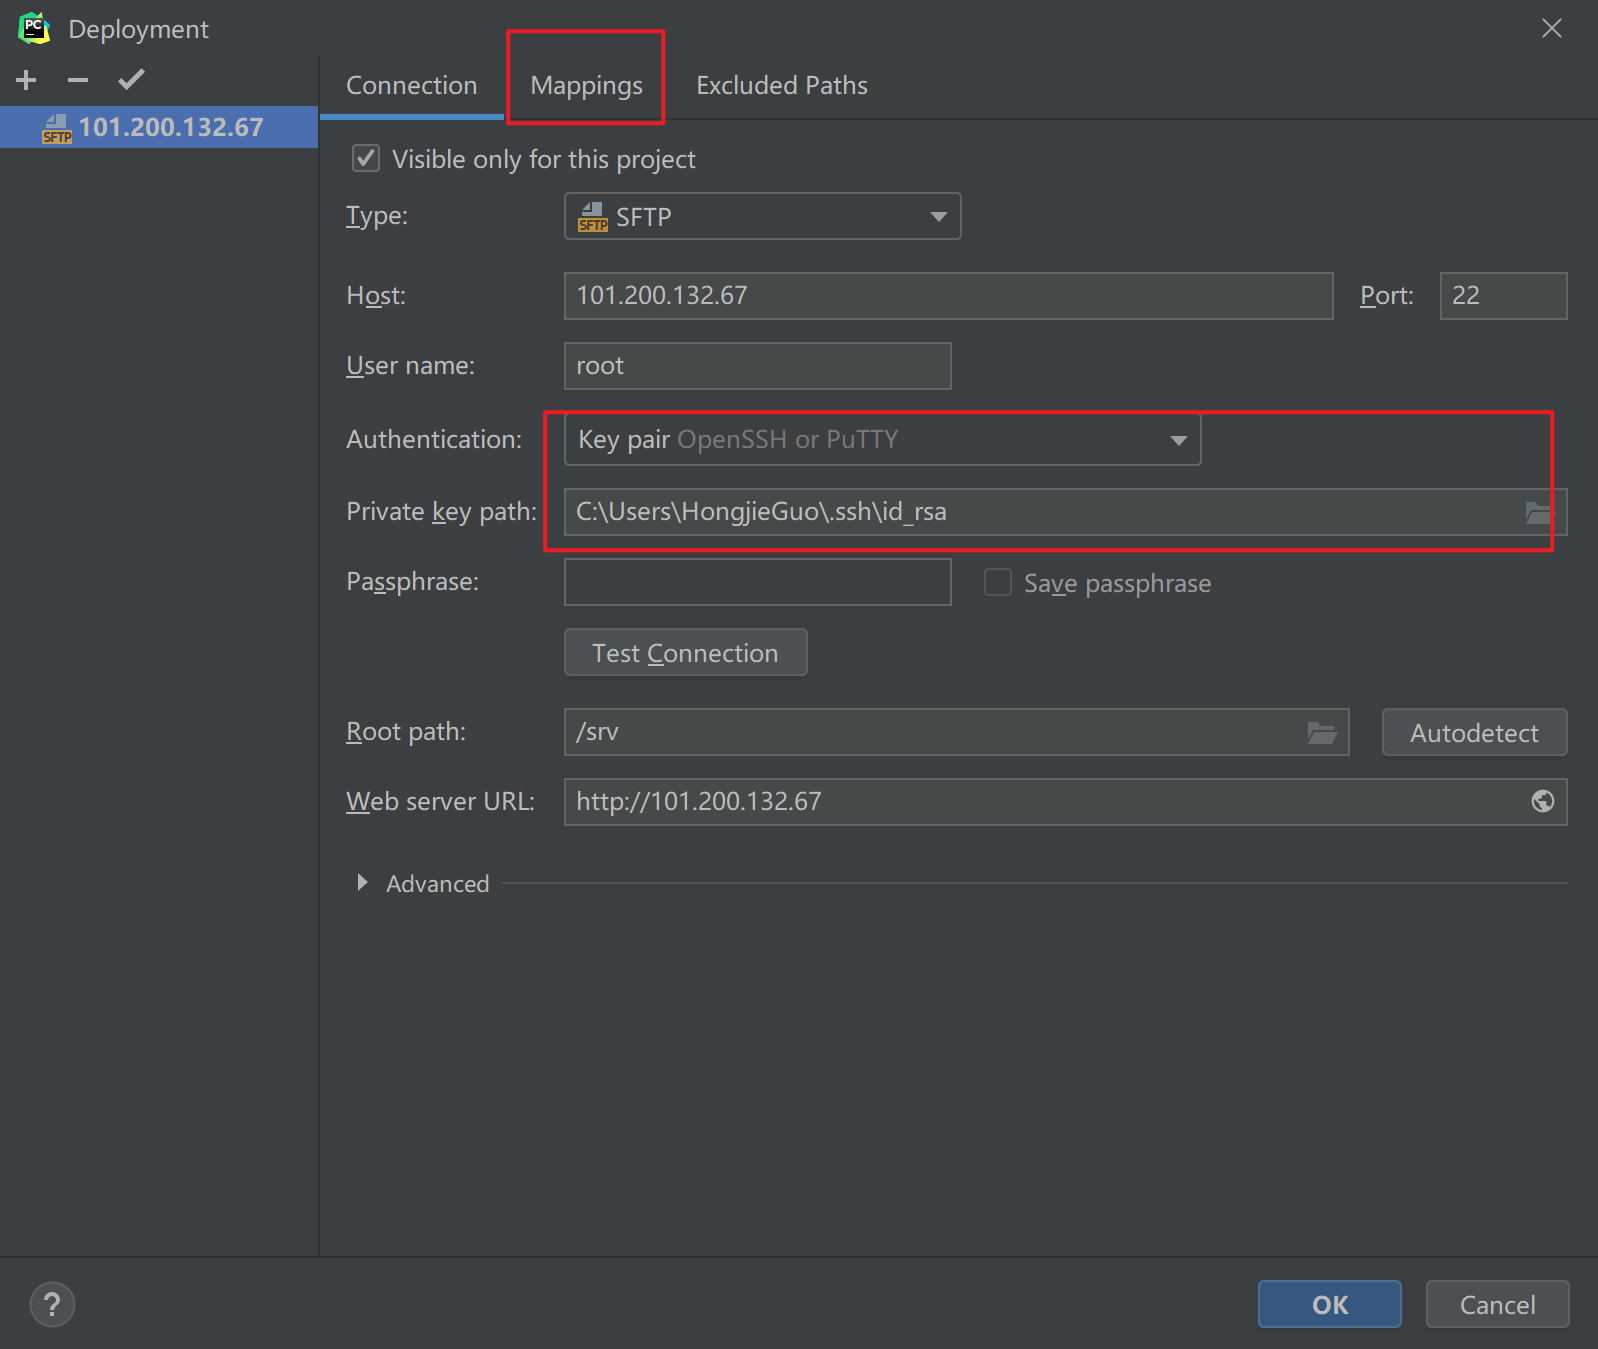 PC
Deployment
SFTP 101.200.132.67
Connection Mappings Excluded Paths
Visible only for this project
Type: SFTP SFTP
Host: 101.200.132.67 Port: 22
User name: root
Authentication: Key pair OpenSSH or PuTTY
Private key path: C:\Users\HongjieGuo\.ssh\id_rsa
Passphrase: Save passphrase
Test Connection
Root path: /srv Autodetect
Web server URL: http://101.200.132.67
Advanced
? OK Cancel